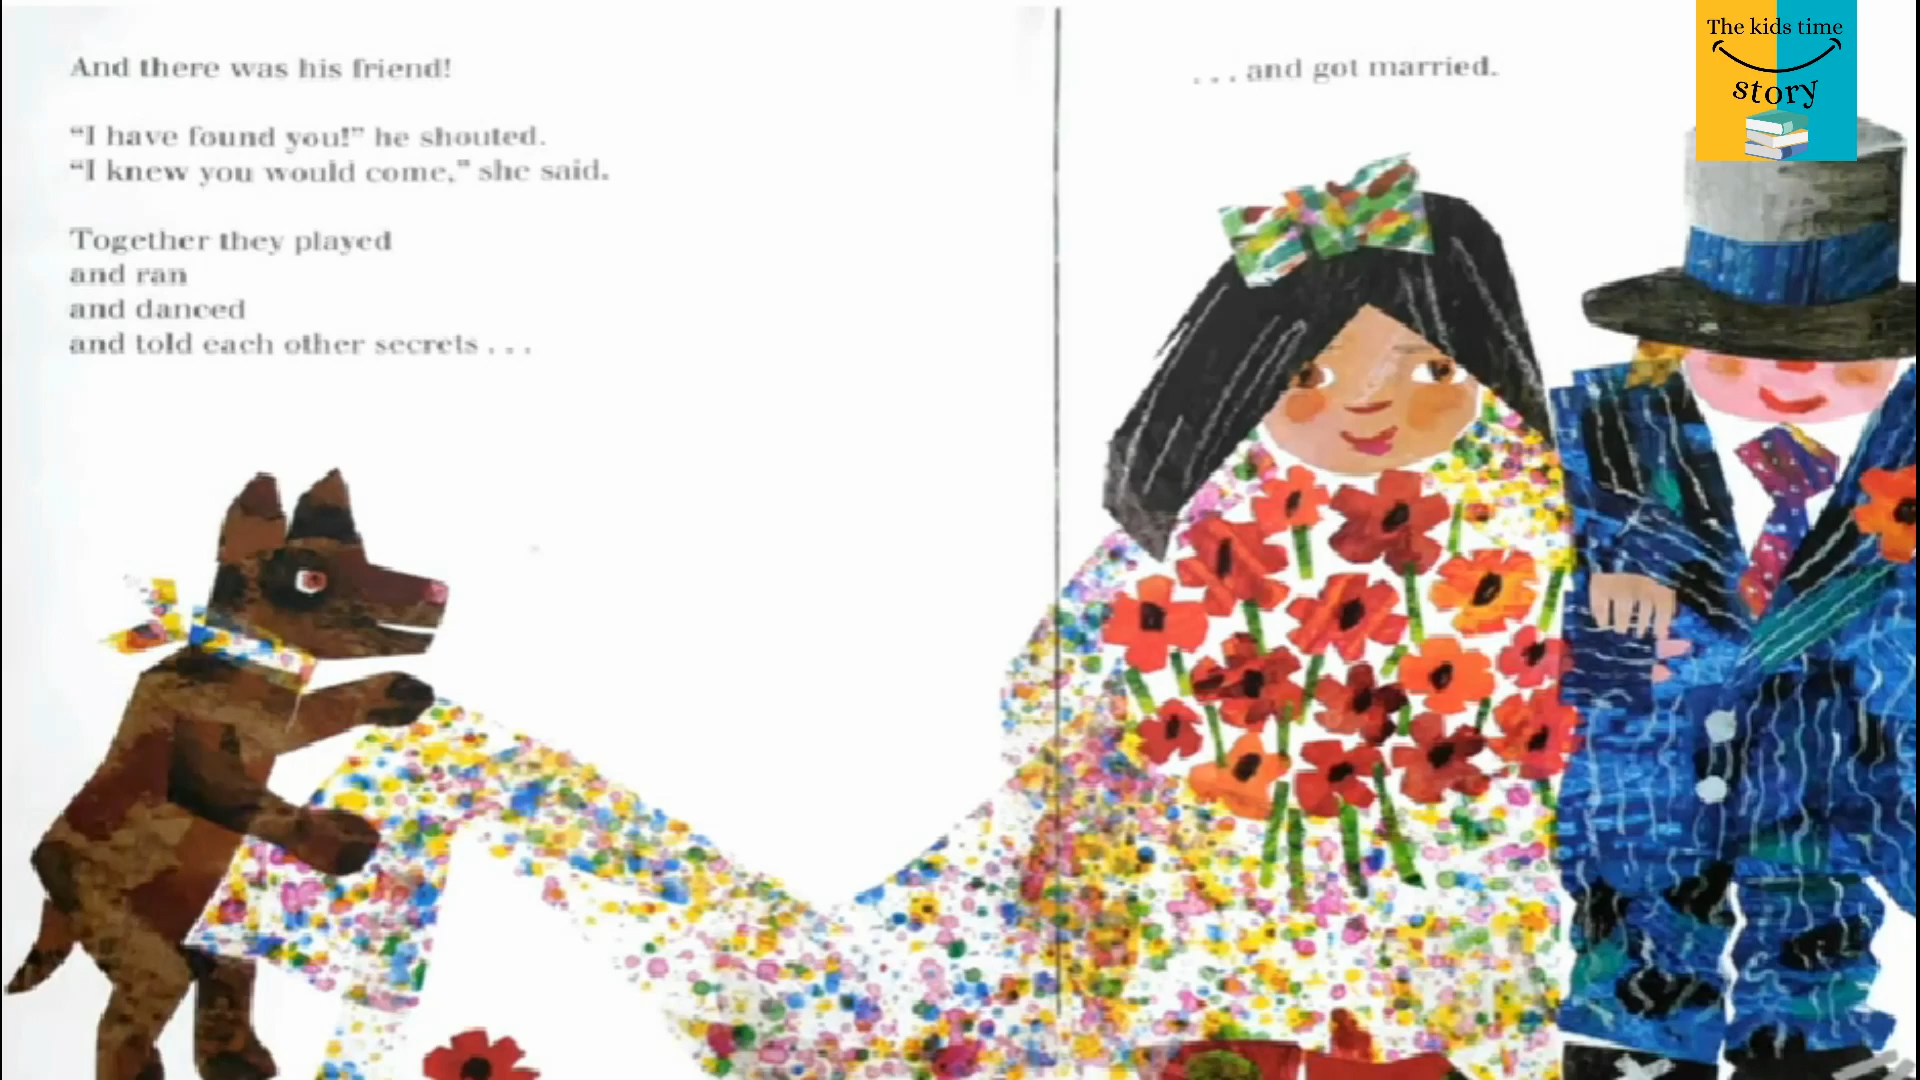 And there was his friend!
“I have found you!” he shouted.
“I knew you would come,” she said.
Together they played
and ran
and danced
and told each other secrets . . .
. . . and got married.
The kids time
story